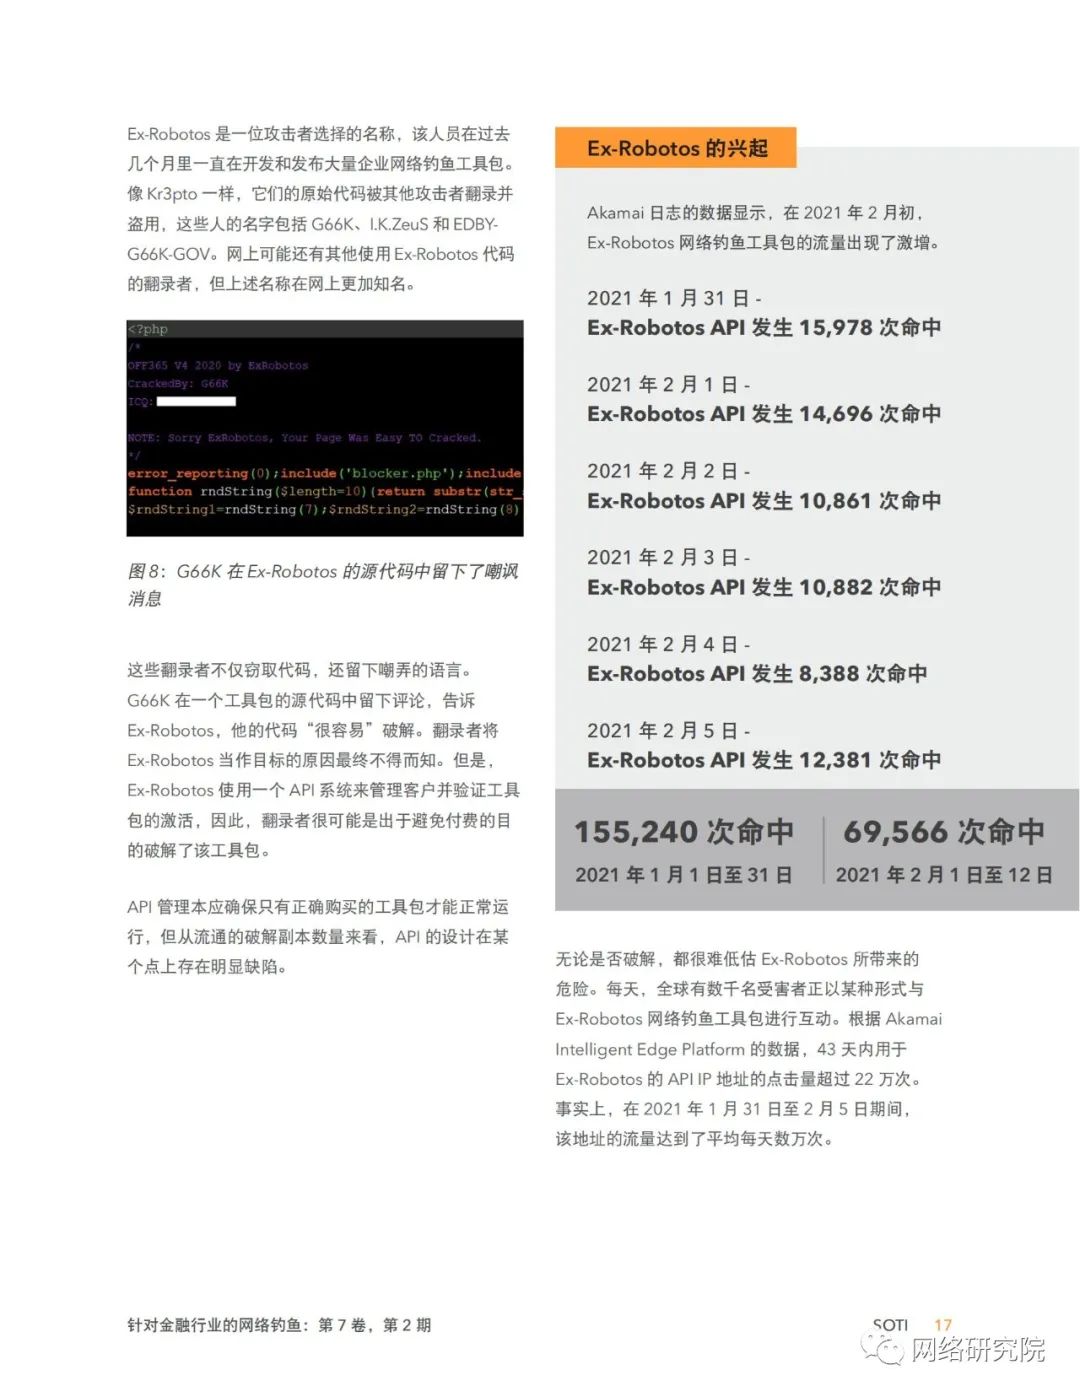 Ex-Robotos 是一位攻击者选择的名称，该人员在过去
几个月里一直在开发和发布大量企业网络钓鱼工具包。
像 Kr3pto 一样，它们的原始代码被其他攻击者翻录并
盗用，这些人的名字包括 G66K、I.K.ZeuS 和 EDBY-
G66K-GOV。网上可能还有其他使用 Ex-Robotos 代码
的翻录者，但上述名称在网上更加知名。
<?php
/*
OFF365 V4 2020 by ExRobotos
CrackedBy: G66K
ICQ:
NOTE: Sorry ExRobotos, Your Page Was Easy TO Cracked.
*/
error_reporting(0);include('blocker.php');include
function rndString($length=10){return substr(str_
$rndString1=rndString(7);$rndString2=rndString(8)
图 8：G66K 在 Ex-Robotos 的源代码中留下了嘲讽
消息
这些翻录者不仅窃取代码，还留下嘲弄的语言。
G66K 在一个工具包的源代码中留下评论，告诉
Ex-Robotos，他的代码“很容易”破解。翻录者将
Ex-Robotos 当作目标的原因最终不得而知。但是，
Ex-Robotos 使用一个 API 系统来管理客户并验证工具
包的激活，因此，翻录者很可能是出于避免付费的目
的破解了该工具包。
API 管理本应确保只有正确购买的工具包才能正常运
行，但从流通的破解副本数量来看，API 的设计在某
个点上存在明显缺陷。
Ex-Robotos 的兴起
Akamai 日志的数据显示，在 2021 年 2 月初，
Ex-Robotos 网络钓鱼工具包的流量出现了激增。
2021 年 1 月 31 日 -
Ex-Robotos API 发生 15,978 次命中
2021 年 2 月 1 日 -
Ex-Robotos API 发生 14,696 次命中
2021 年 2 月 2 日 -
Ex-Robotos API 发生 10,861 次命中
2021 年 2 月 3 日 -
Ex-Robotos API 发生 10,882 次命中
2021 年 2 月 4 日 -
Ex-Robotos API 发生 8,388 次命中
2021 年 2 月 5 日 -
Ex-Robotos API 发生 12,381 次命中
155,240 次命中
2021 年 1 月 1 日至 31 日
69,566 次命中
2021 年 2 月 1 日至 12 日
无论是否破解，都很难低估 Ex-Robotos 所带来的
危险。每天，全球有数千名受害者正以某种形式与
Ex-Robotos 网络钓鱼工具包进行互动。根据 Akamai
Intelligent Edge Platform 的数据，43 天内用于
Ex-Robotos 的 API IP 地址的点击量超过 22 万次。
事实上，在 2021 年 1 月 31 日至 2 月 5 日期间，
该地址的流量达到了平均每天数万次。
针对金融行业的网络钓鱼：第 7 卷，第 2 期
SOTI 17
网络研究院